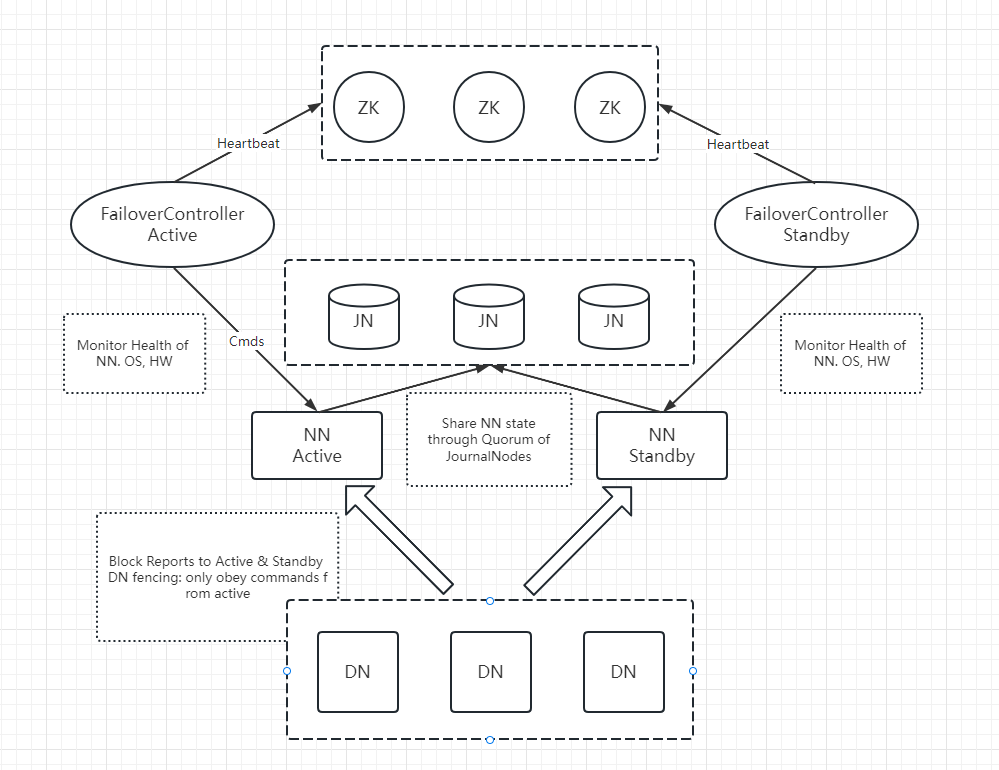 ZK
ZK
ZK
Heartbeat
Heartbeat
FailoverController
Active
FailoverController
Standby
JN
JN
JN
Monitor Health of
NN. OS, HW
Cmds
Monitor Health of
NN. OS, HW
Share NN state
through Quorum of
JournalNodes
NN
Active
NN
Standby
Block Reports to Active & Standby
DN fencing: only obey commands f
rom active
DN
DN
DN